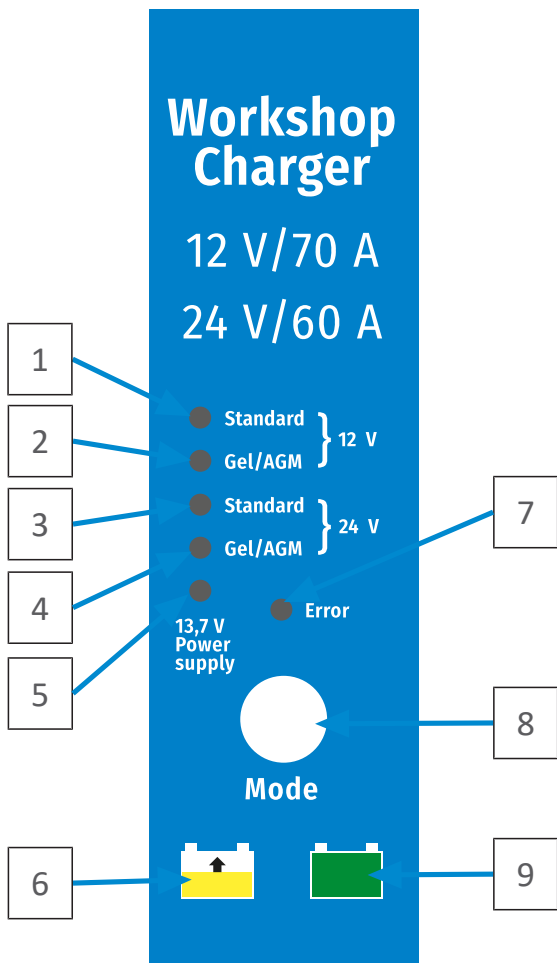 Workshop
Charger
12 V/70 A
24 V/60 A
1
Standard
2
Gel/AGM
12 V
3
Standard
4
Gel/AGM
24 V
7
5
13,7 V
Power
supply
Error
8
Mode
6
9